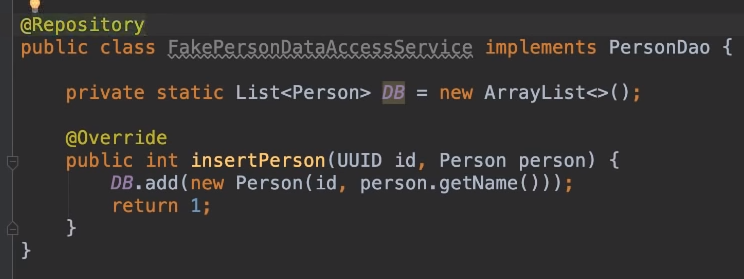 @Repository
public class FakePersonDataAccessService implements PersonDao {
private static List<Person> DB = new ArrayList<>();
@Override
public int insertPerson(UUID id, Person person) {
DB.add(new Person(id, person.getName()));
return 1;
}
}